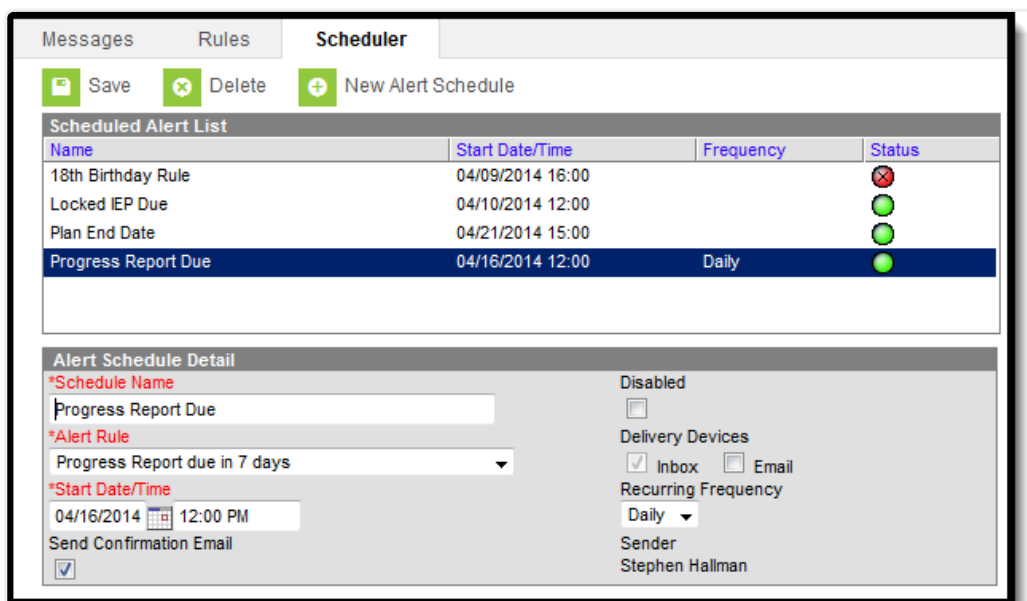 Messages Rules Scheduler
Save Delete New Alert Schedule
Scheduled Alert List
Name Start Date/Time Frequency Status
18th Birthday Rule 04/09/2014 16:00
Locked IEP Due 04/10/2014 12:00
Plan End Date 04/21/2014 15:00
Progress Report Due 04/16/2014 12:00 Daily
Alert Schedule Detail
*Schedule Name Disabled
Progress Report Due
*Alert Rule Delivery Devices
Progress Report due in 7 days Inbox Email
*Start Date/Time Recurring Frequency
04/16/2014 12:00 PM Daily
Send Confirmation Email Sender
Stephen Hallman